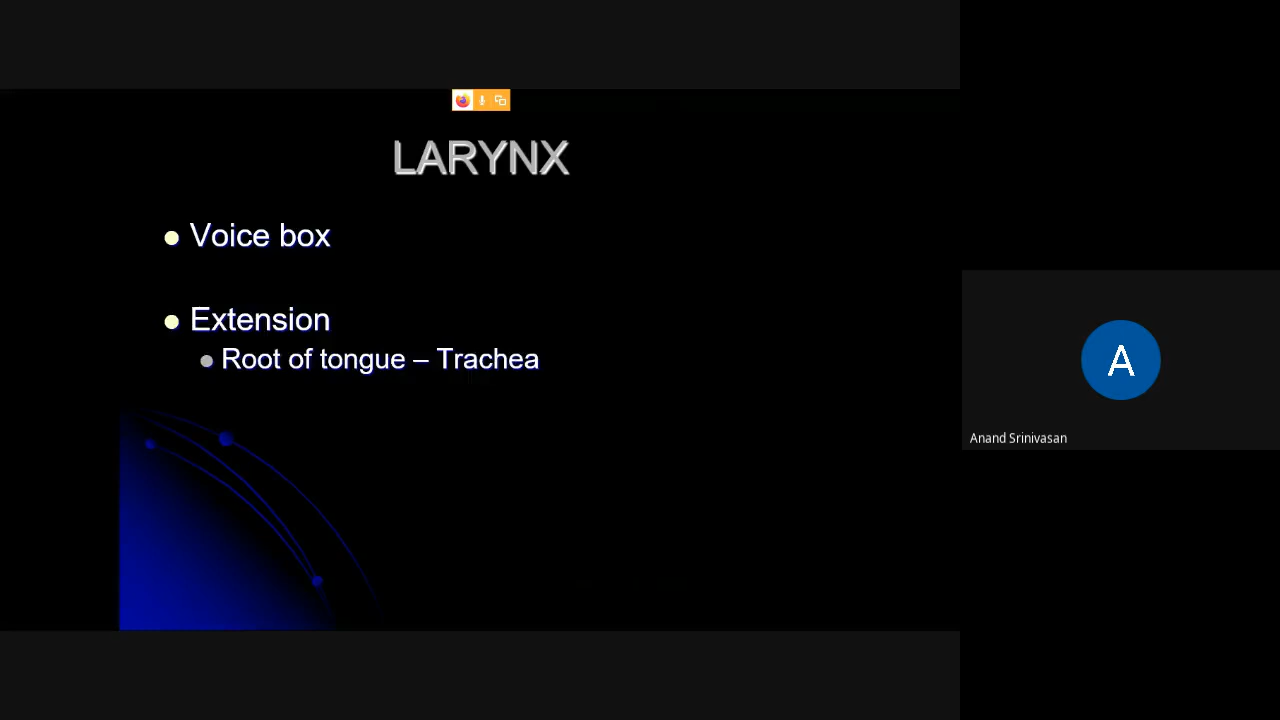 LARYNX
Voice box
Extension
Root of tongue – Trachea
A
Anand Srinivasan